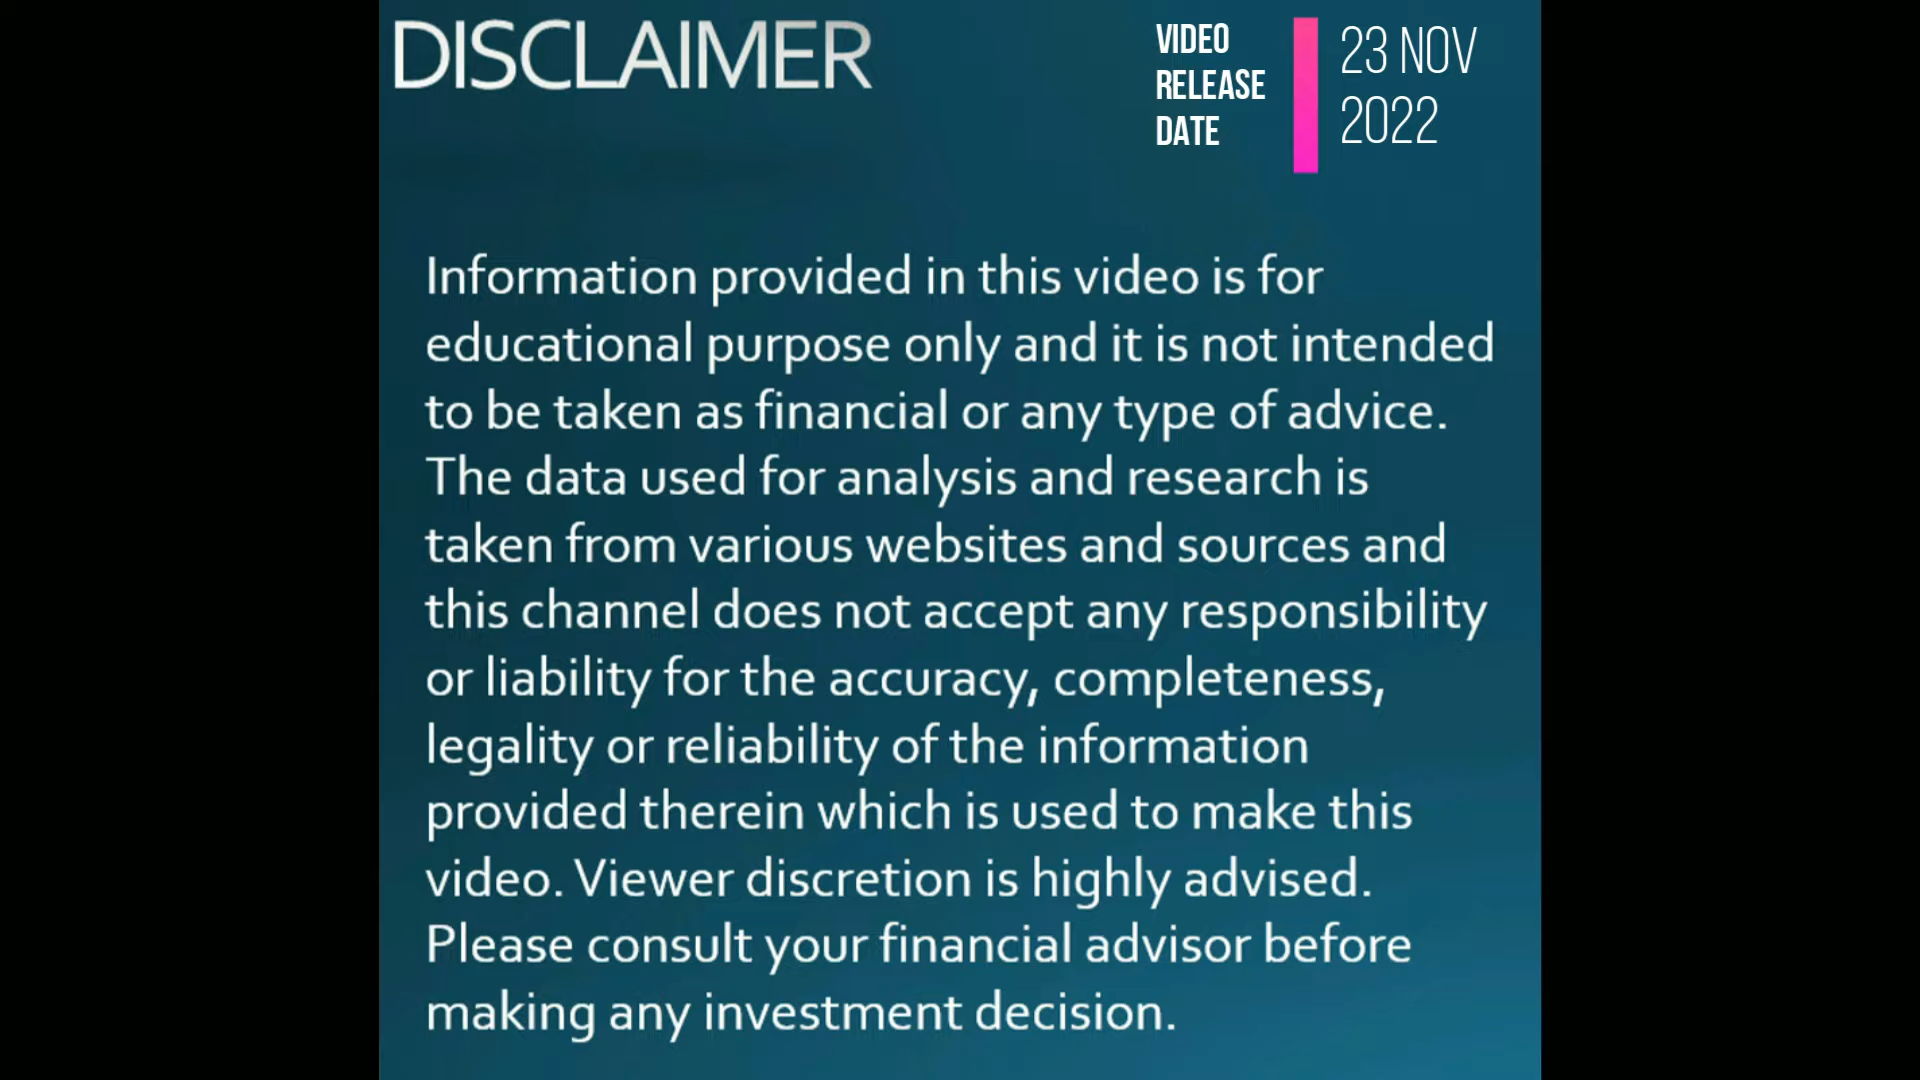 DISCLAIMER
VIDEO
RELEASE
DATE
23 NOV
2022
Information provided in this video is for
educational purpose only and it is not intended
to be taken as financial or any type of advice.
The data used for analysis and research is
taken from various websites and sources and
this channel does not accept any responsibility
or liability for the accuracy, completeness,
legality or reliability of the information
provided therein which is used to make this
video. Viewer discretion is highly advised.
Please consult your financial advisor before
making any investment decision.